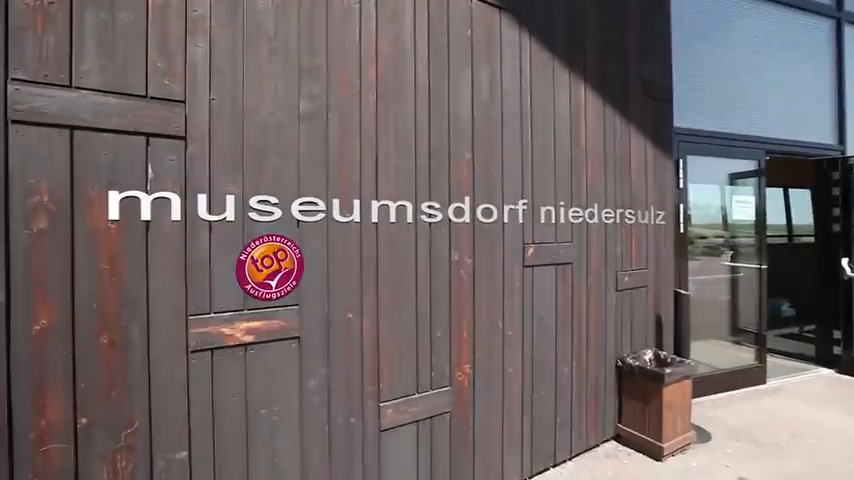 museumsdorf niedersulz
Niederösterreichs
top
Ausflugsziele